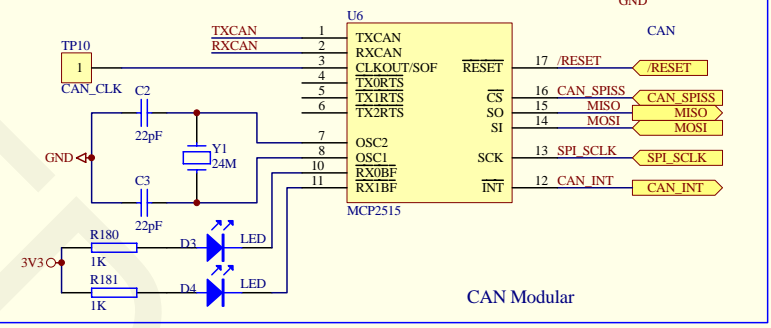 GND
U6
CAN
TXCAN 1 TXCAN
RXCAN 2 RXCAN
TP10
1
CAN_CLK
3 CLKOUT/SOF
4 TX0RTS
5 TX1RTS
6 TX2RTS
RESET 17 /RESET /RESET
CS 16 CAN_SPISS CAN_SPISS
SO 15 MISO MISO
SI 14 MOSI MOSI
C2
22pF
7 OSC2
8 OSC1
10 RX0BF
11 RX1BF
SCK 13 SPI_SCLK SPI_SCLK
INT 12 CAN_INT CAN_INT
GND
Y1
24M
C3
22pF
MCP2515
R180
1K
D3 LED
3V3
R181
1K
D4 LED
CAN Modular